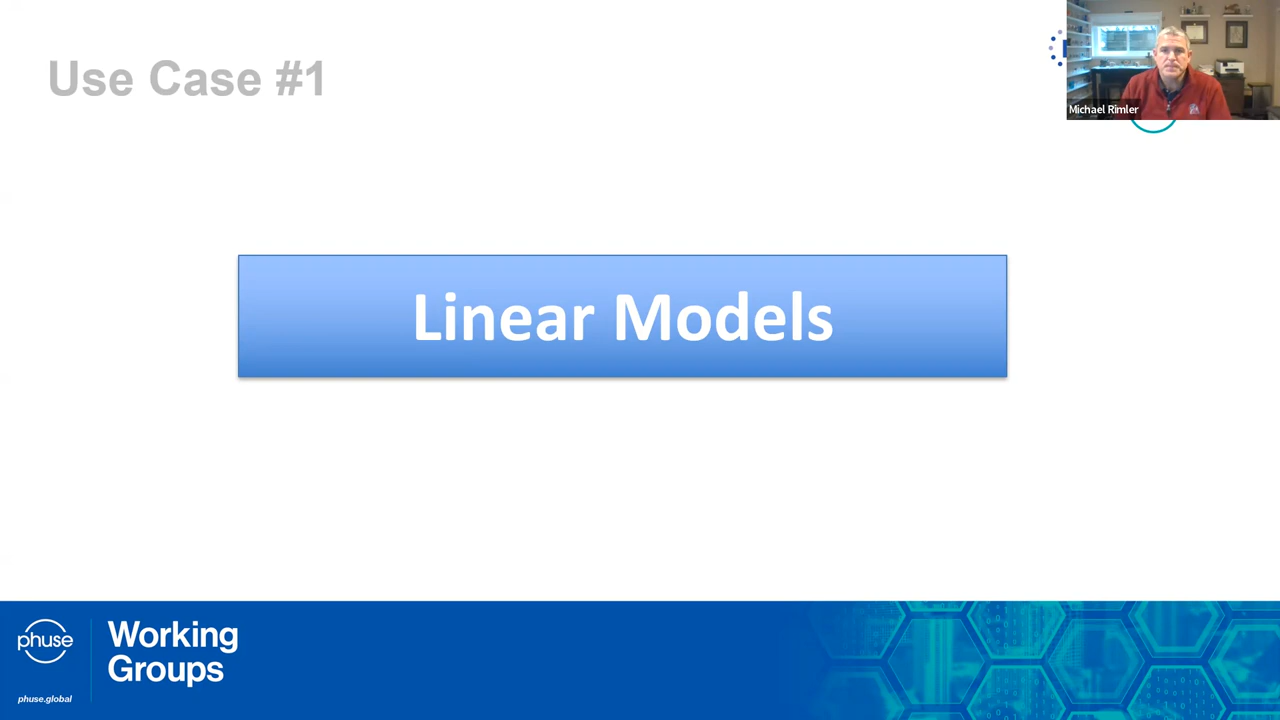 Use Case #1
Michael Rimler
Linear Models
phuse
Working
Groups
phuse.global